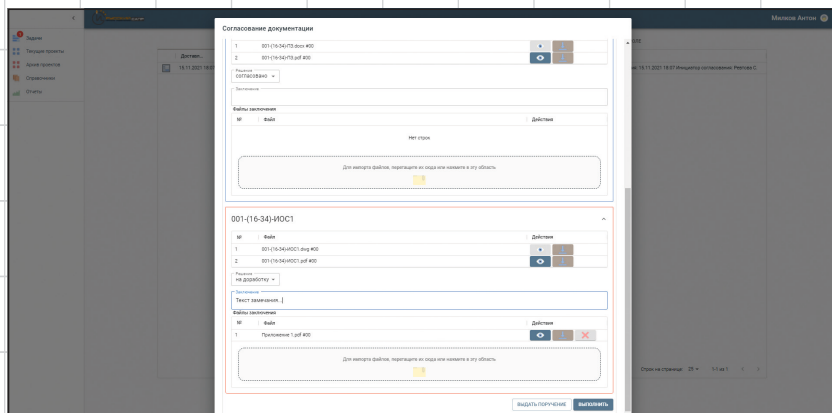 Милков Антон
Согласование документации
Задачи
Текущие проекты
Архив проектов
Справочники
Отчёты
1 001-(16-34)-ПЗ.docx #00
2 001-(16-34)-ПЗ.pdf #00
Решение
согласовано
Заключение
Файлы заключения
№ Файл Действия
Нет строк
Для импорта файлов, перетащите их сюда или нажмите в эту область
001-(16-34)-ИОС1
№ Файл Действия
1 001-(16-34)-ИОС1.dwg #00
2 001-(16-34)-ИОС1.pdf #00
Решение
на доработку
Заключение
Текст замечания...
Файлы заключения
№ Файл Действия
1 Приложение 1.pdf #00
Для импорта файлов, перетащите их сюда или нажмите в эту область
Строк на странице: 25 1-1 из 1
ВЫДАТЬ ПОРУЧЕНИЕ ВЫПОЛНИТЬ